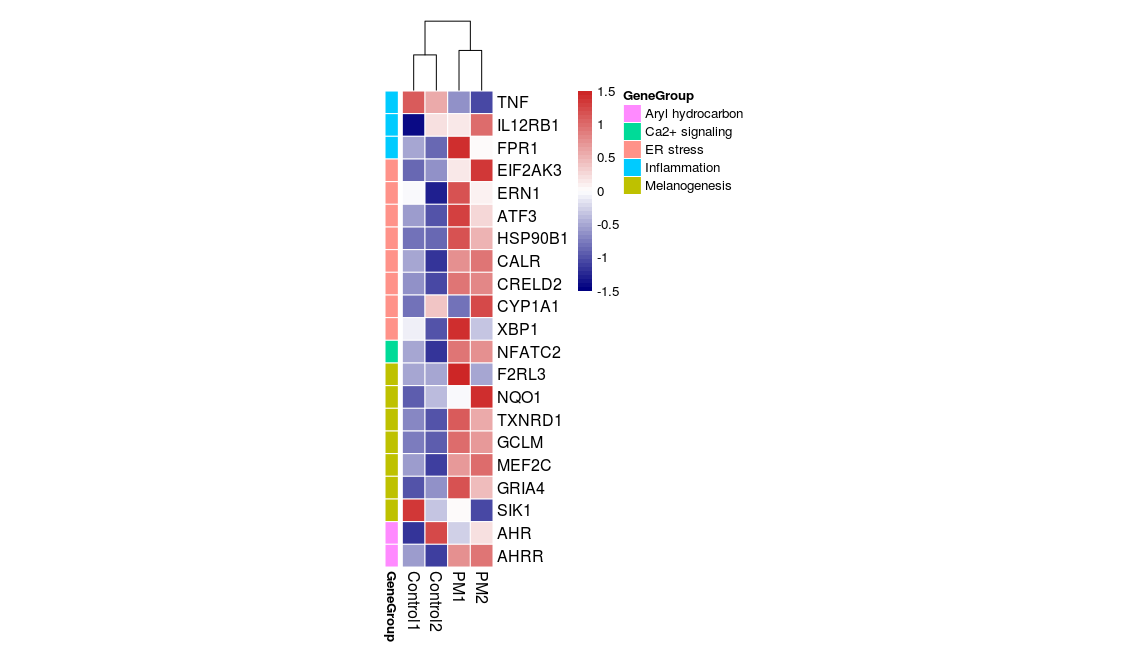 TNF
IL12RB1
FPR1
EIF2AK3
ERN1
ATF3
HSP90B1
CALR
CRELD2
CYP1A1
XBP1
NFATC2
F2RL3
NQO1
TXNRD1
GCLM
MEF2C
GRIA4
SIK1
AHR
AHRR
GeneGroup
Control1
Control2
PM1
PM2
1.5
1
0.5
0
-0.5
-1
-1.5
GeneGroup
Aryl hydrocarbon
Ca2+ signaling
ER stress
Inflammation
Melanogenesis